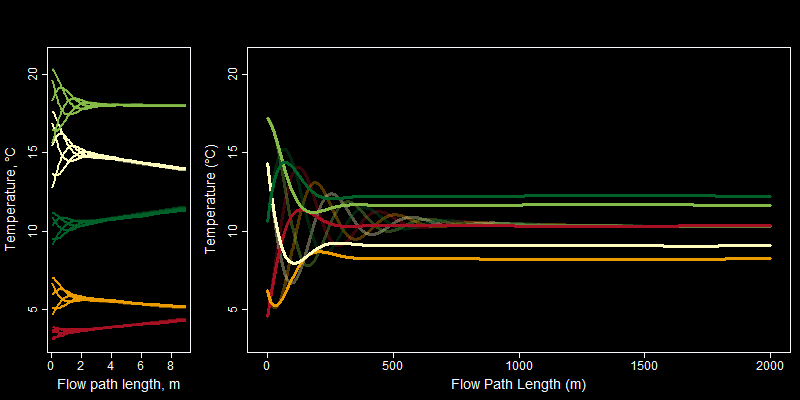 Temperature, °C
20
15
10
5
0 2 4 6 8
Flow path length, m
Temperature (°C)
20
15
10
5
0 500 1000 1500 2000
Flow Path Length (m)